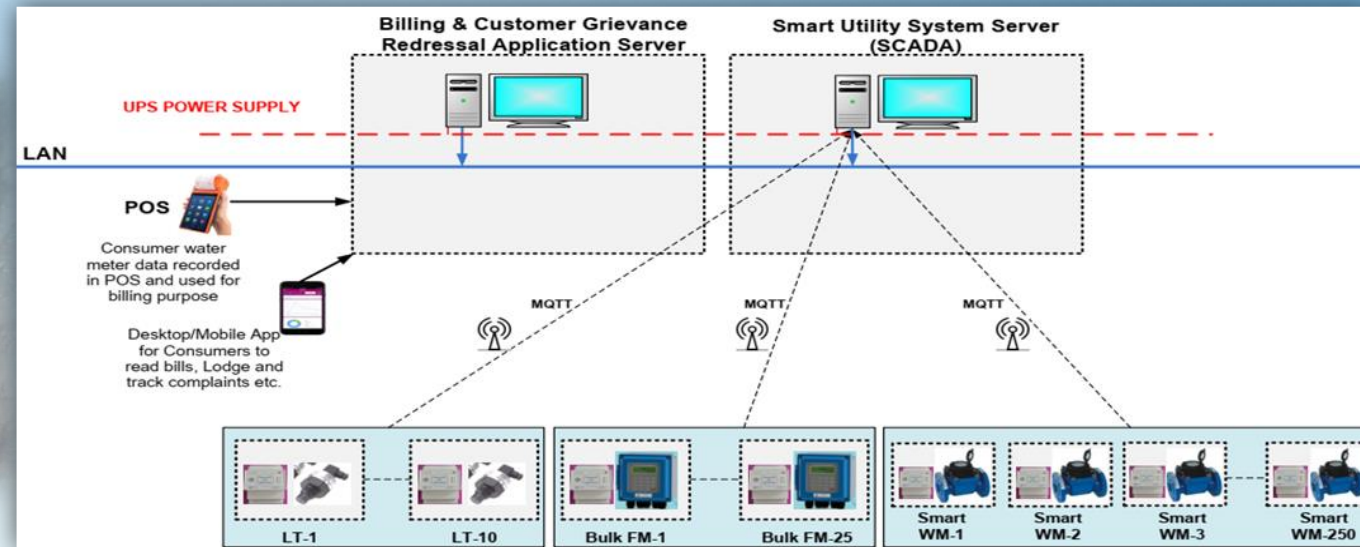 Billing & Customer Grievance
Redressal Application Server
Smart Utility System Server
(SCADA)
UPS POWER SUPPLY
LAN
POS
Consumer water
meter data recorded
in POS and used for
billing purpose
Desktop/Mobile App
for Consumers to
read bills, Lodge and
track complaints etc.
MQTT
MQTT
MQTT
LT-1
LT-10
Bulk FM-1
Bulk FM-25
Smart
WM-1
Smart
WM-2
Smart
WM-3
Smart
WM-250